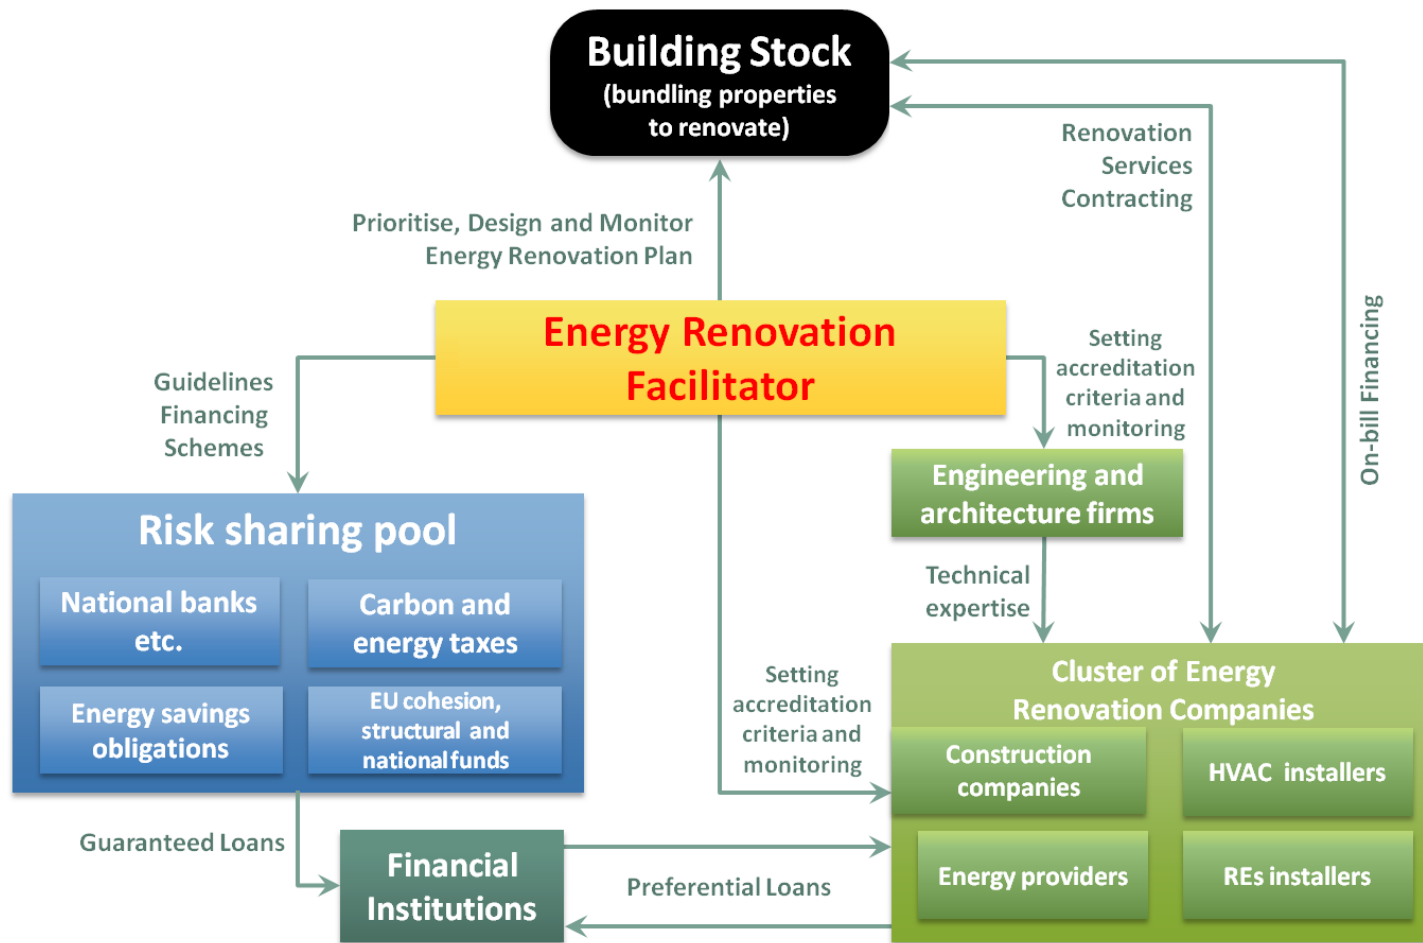 Building Stock
(bundling properties
to renovate)
Renovation
Services
Contracting
Prioritise, Design and Monitor
Energy Renovation Plan
On-bill Financing
Energy Renovation
Facilitator
Setting
accreditation
criteria and
monitoring
Guidelines
Financing
Schemes
Engineering and
architecture firms
Risk sharing pool
National banks
etc.
Carbon and
energy taxes
Energy savings
obligations
EU cohesion,
structural and
national funds
Technical
expertise
Setting
accreditation
criteria and
monitoring
Cluster of Energy
Renovation Companies
Construction
companies
HVAC installers
Energy providers
REs installers
Guaranteed Loans
Financial
Institutions
Preferential Loans